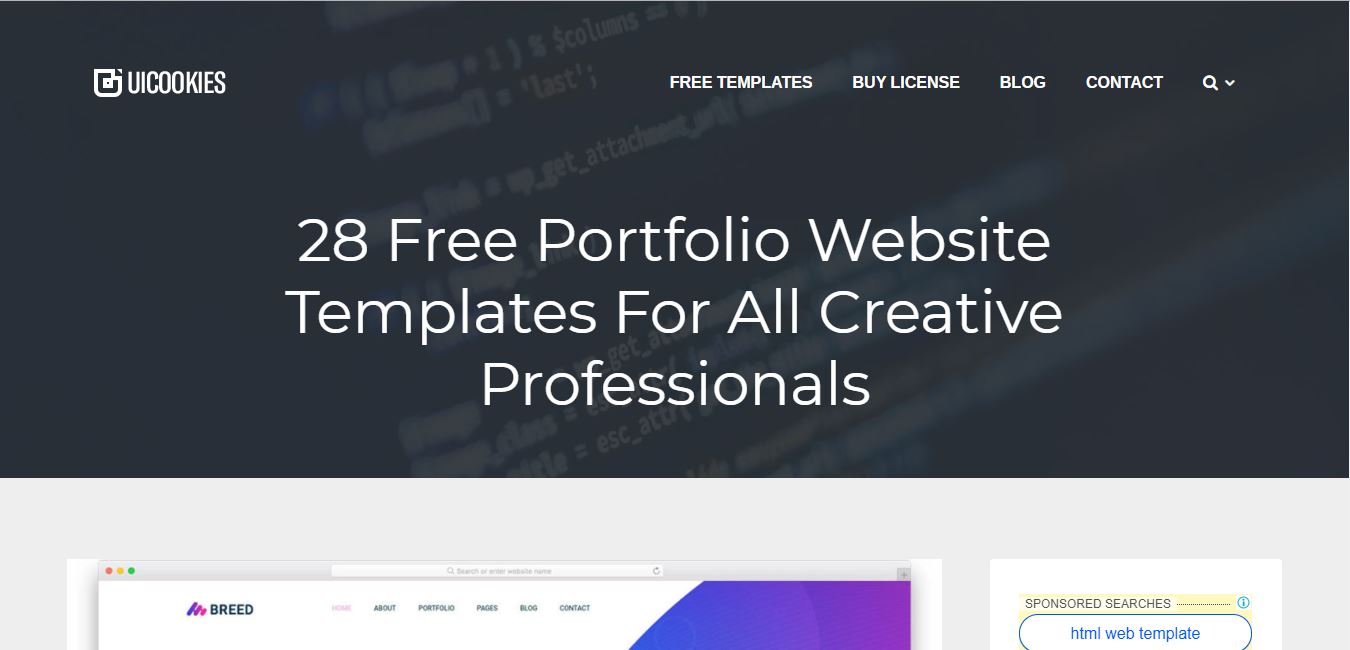 UICOOKIES
FREE TEMPLATES
BUY LICENSE
BLOG
CONTACT
28 Free Portfolio Website
Templates For All Creative
Professionals
Search or enter website name
BREED
HOME
ABOUT
PORTFOLIO
PAGES
BLOG
CONTACT
SPONSORED SEARCHES
html web template